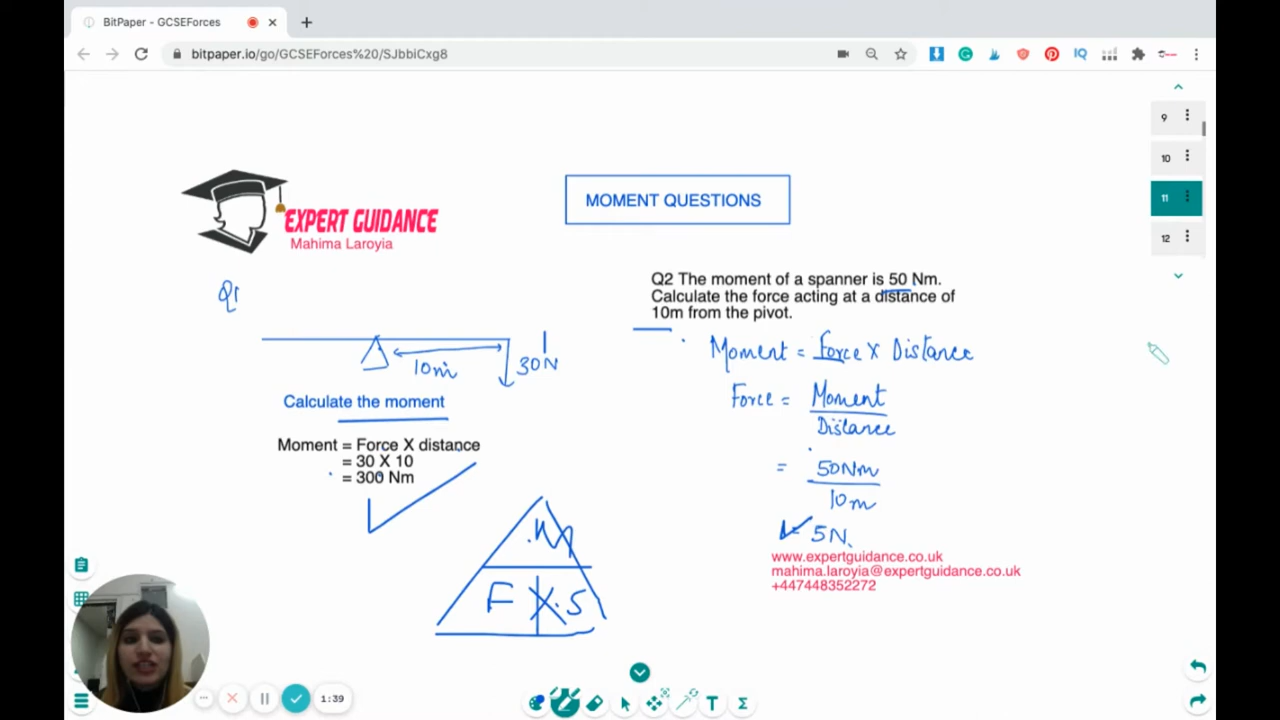 BitPaper - GCSEForces
bitpaper.io/go/GCSEForces%20/SJbbiCxg8
IQ
9
10
11
12
EXPERT GUIDANCE
Mahima Laroyia
MOMENT QUESTIONS
Q1
10m
30N
Calculate the moment
Moment = Force X distance
= 30 X 10
= 300 Nm
M
F X S
Q2 The moment of a spanner is 50 Nm.
Calculate the force acting at a distance of
10m from the pivot.
Moment = Force X Distance
Force = Moment
Distance
= 50Nm
10m
= 5N.
www.expertguidance.co.uk
mahima.laroyia@expertguidance.co.uk
+447448352272
1:39
T
Σ